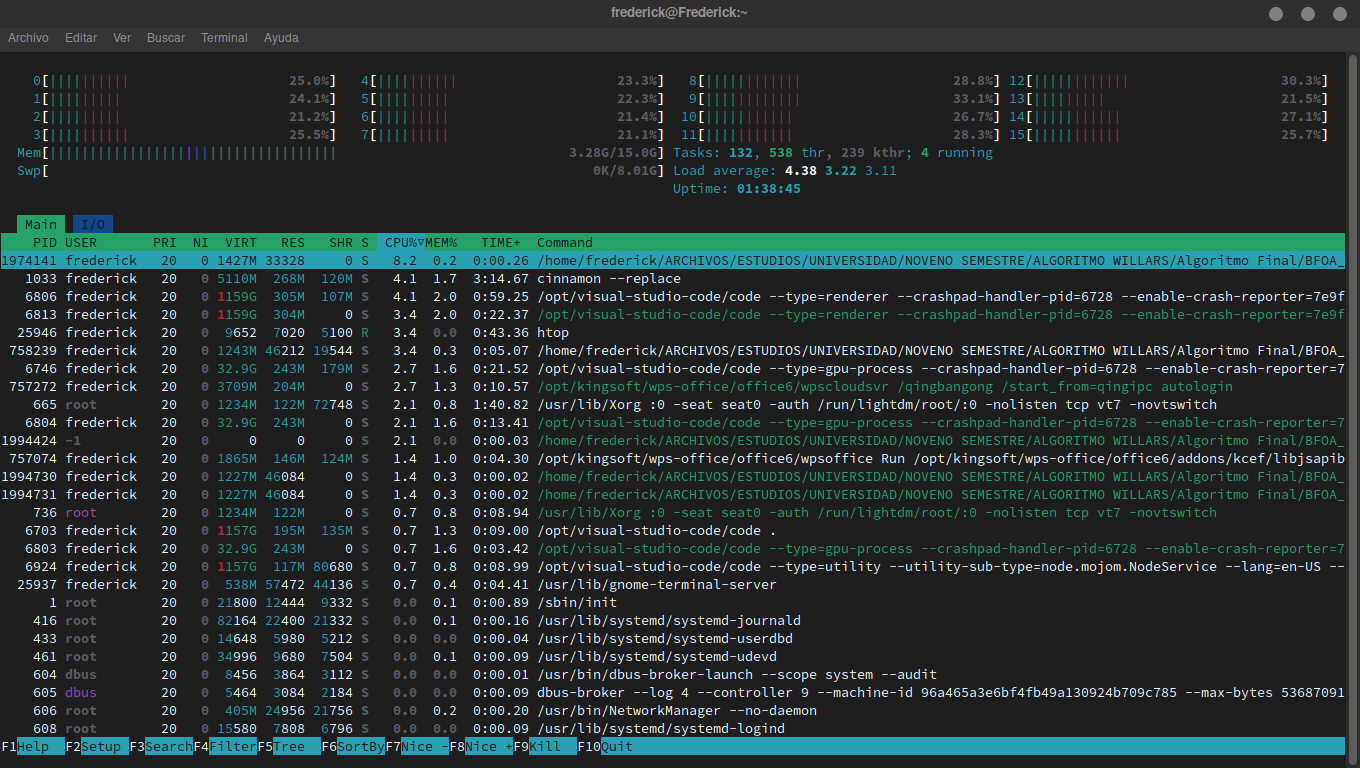 frederick@Frederick:~
Archivo Editar Ver Buscar Terminal Ayuda
0[ 25.0%] 4[ 23.3%] 8[ 28.8%] 12[ 30.3%]
1[ 24.1%] 5[ 22.3%] 9[ 33.1%] 13[ 21.5%]
2[ 21.2%] 6[ 21.4%] 10[ 26.7%] 14[ 27.1%]
3[ 25.5%] 7[ 21.1%] 11[ 28.3%] 15[ 25.7%]
Mem[ 3.28G/15.0G] Tasks: 132, 538 thr, 239 kthr; 4 running
Swp[ 0K/8.01G] Load average: 4.38 3.22 3.11
Uptime: 01:38:45
Main I/O
PID USER PRI NI VIRT RES SHR S CPU%▽MEM% TIME+ Command
1974141 frederick 20 0 1427M 33328 0 S 8.2 0.2 0:00.26 /home/frederick/ARCHIVOS/ESTUDIOS/UNIVERSIDAD/NOVENO SEMESTRE/ALGORITMO WILLARS/Algoritmo Final/BFOA_
1033 frederick 20 0 5110M 268M 120M S 4.1 1.7 3:14.67 cinnamon --replace
6806 frederick 20 0 1159G 305M 107M S 4.1 2.0 0:59.25 /opt/visual-studio-code/code --type=renderer --crashpad-handler-pid=6728 --enable-crash-reporter=7e9f
6813 frederick 20 0 1159G 304M 0 S 3.4 2.0 0:22.37 /opt/visual-studio-code/code --type=renderer --crashpad-handler-pid=6728 --enable-crash-reporter=7e9f
25946 frederick 20 0 9652 7020 5100 R 3.4 0.0 0:43.36 htop
758239 frederick 20 0 1243M 46212 19544 S 3.4 0.3 0:05.07 /home/frederick/ARCHIVOS/ESTUDIOS/UNIVERSIDAD/NOVENO SEMESTRE/ALGORITMO WILLARS/Algoritmo Final/BFOA_
6746 frederick 20 0 32.9G 243M 179M S 2.7 1.6 0:21.52 /opt/visual-studio-code/code --type=gpu-process --crashpad-handler-pid=6728 --enable-crash-reporter=7
757272 frederick 20 0 3709M 204M 0 S 2.7 1.3 0:10.57 /opt/kingsoft/wps-office/office6/wpscloudsvr /qingbangong /start_from=qingipc autologin
665 root 20 0 1234M 122M 72748 S 2.1 0.8 1:40.82 /usr/lib/Xorg :0 -seat seat0 -auth /run/lightdm/root/:0 -nolisten tcp vt7 -novtswitch
6804 frederick 20 0 32.9G 243M 0 S 2.1 1.6 0:13.41 /opt/visual-studio-code/code --type=gpu-process --crashpad-handler-pid=6728 --enable-crash-reporter=7
1994424 -1 20 0 0 0 0 S 2.1 0.0 0:00.03 /home/frederick/ARCHIVOS/ESTUDIOS/UNIVERSIDAD/NOVENO SEMESTRE/ALGORITMO WILLARS/Algoritmo Final/BFOA_
757074 frederick 20 0 1865M 146M 124M S 1.4 1.0 0:04.30 /opt/kingsoft/wps-office/office6/wpsoffice Run /opt/kingsoft/wps-office/office6/addons/kcef/libjsapib
1994730 frederick 20 0 1227M 46084 0 S 1.4 0.3 0:00.02 /home/frederick/ARCHIVOS/ESTUDIOS/UNIVERSIDAD/NOVENO SEMESTRE/ALGORITMO WILLARS/Algoritmo Final/BFOA_
1994731 frederick 20 0 1227M 46084 0 S 1.4 0.3 0:00.02 /home/frederick/ARCHIVOS/ESTUDIOS/UNIVERSIDAD/NOVENO SEMESTRE/ALGORITMO WILLARS/Algoritmo Final/BFOA_
736 root 20 0 1234M 122M 0 S 0.7 0.8 0:08.94 /usr/lib/Xorg :0 -seat seat0 -auth /run/lightdm/root/:0 -nolisten tcp vt7 -novtswitch
6703 frederick 20 0 1157G 195M 135M S 0.7 1.3 0:09.00 /opt/visual-studio-code/code .
6803 frederick 20 0 32.9G 243M 0 S 0.7 1.6 0:03.42 /opt/visual-studio-code/code --type=gpu-process --crashpad-handler-pid=6728 --enable-crash-reporter=7
6924 frederick 20 0 1157G 117M 80680 S 0.7 0.8 0:08.99 /opt/visual-studio-code/code --type=utility --utility-sub-type=node.mojom.NodeService --lang=en-US --
25937 frederick 20 0 538M 57472 44136 S 0.7 0.4 0:04.41 /usr/lib/gnome-terminal-server
1 root 20 0 21800 12444 9332 S 0.0 0.1 0:00.89 /sbin/init
416 root 20 0 82164 22400 21332 S 0.0 0.1 0:00.16 /usr/lib/systemd/systemd-journald
433 root 20 0 14648 5980 5212 S 0.0 0.0 0:00.04 /usr/lib/systemd/systemd-userdbd
461 root 20 0 34996 9680 7504 S 0.0 0.1 0:00.09 /usr/lib/systemd/systemd-udevd
604 dbus 20 0 8456 3864 3112 S 0.0 0.0 0:00.01 /usr/bin/dbus-broker-launch --scope system --audit
605 dbus 20 0 5464 3084 2184 S 0.0 0.0 0:00.09 dbus-broker --log 4 --controller 9 --machine-id 96a465a3e6bf4fb49a130924b709c785 --max-bytes 53687091
606 root 20 0 405M 24956 21756 S 0.0 0.2 0:00.20 /usr/bin/NetworkManager --no-daemon
608 root 20 0 15580 7808 6796 S 0.0 0.0 0:00.09 /usr/lib/systemd/systemd-logind
F1Help F2Setup F3SearchF4FilterF5Tree F6SortByF7Nice -F8Nice +F9Kill F10Quit